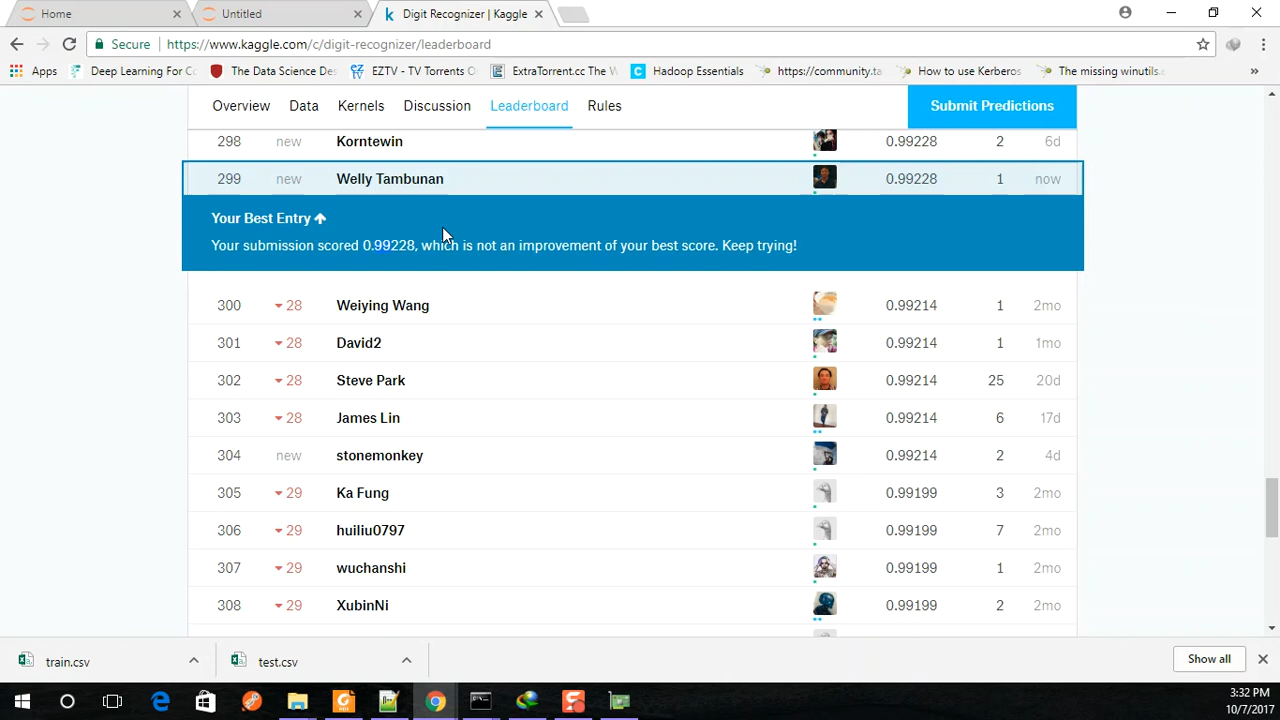 Home
Untitled
Digit Recognizer | Kaggle
Secure https://www.kaggle.com/c/digit-recognizer/leaderboard
Apps Deep Learning For Co The Data Science Des EZTV - TV Torrents O ExtraTorrent.cc The W Hadoop Essentials https://community.ta How to use Kerberos The missing winutils.
Overview Data Kernels Discussion Leaderboard Rules Submit Predictions
298 new Korntewin 0.99228 2 6d
299 new Welly Tambunan 0.99228 1 now
Your Best Entry
Your submission scored 0.99228, which is not an improvement of your best score. Keep trying!
300 28 Weiying Wang 0.99214 1 2mo
301 28 David2 0.99214 1 1mo
302 28 Steve Park 0.99214 25 20d
303 28 James Lin 0.99214 6 17d
304 new stonemonkey 0.99214 2 4d
305 29 Ka Fung 0.99199 3 2mo
306 29 huiliu0797 0.99199 7 2mo
307 29 wuchanshi 0.99199 1 2mo
308 29 XubinNi 0.99199 2 2mo
train.csv test.csv Show all
3:32 PM
10/7/2017